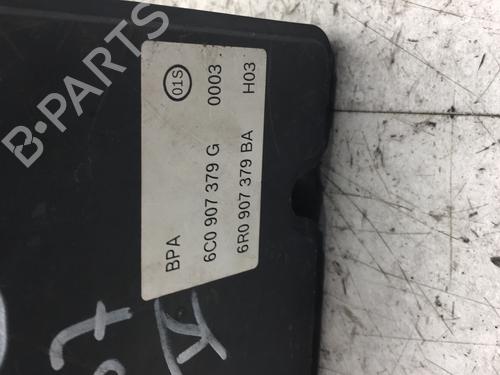 B-PARTS
BPA 01S
6C0 907 379 G 0003
6R0 907 379 BA H03